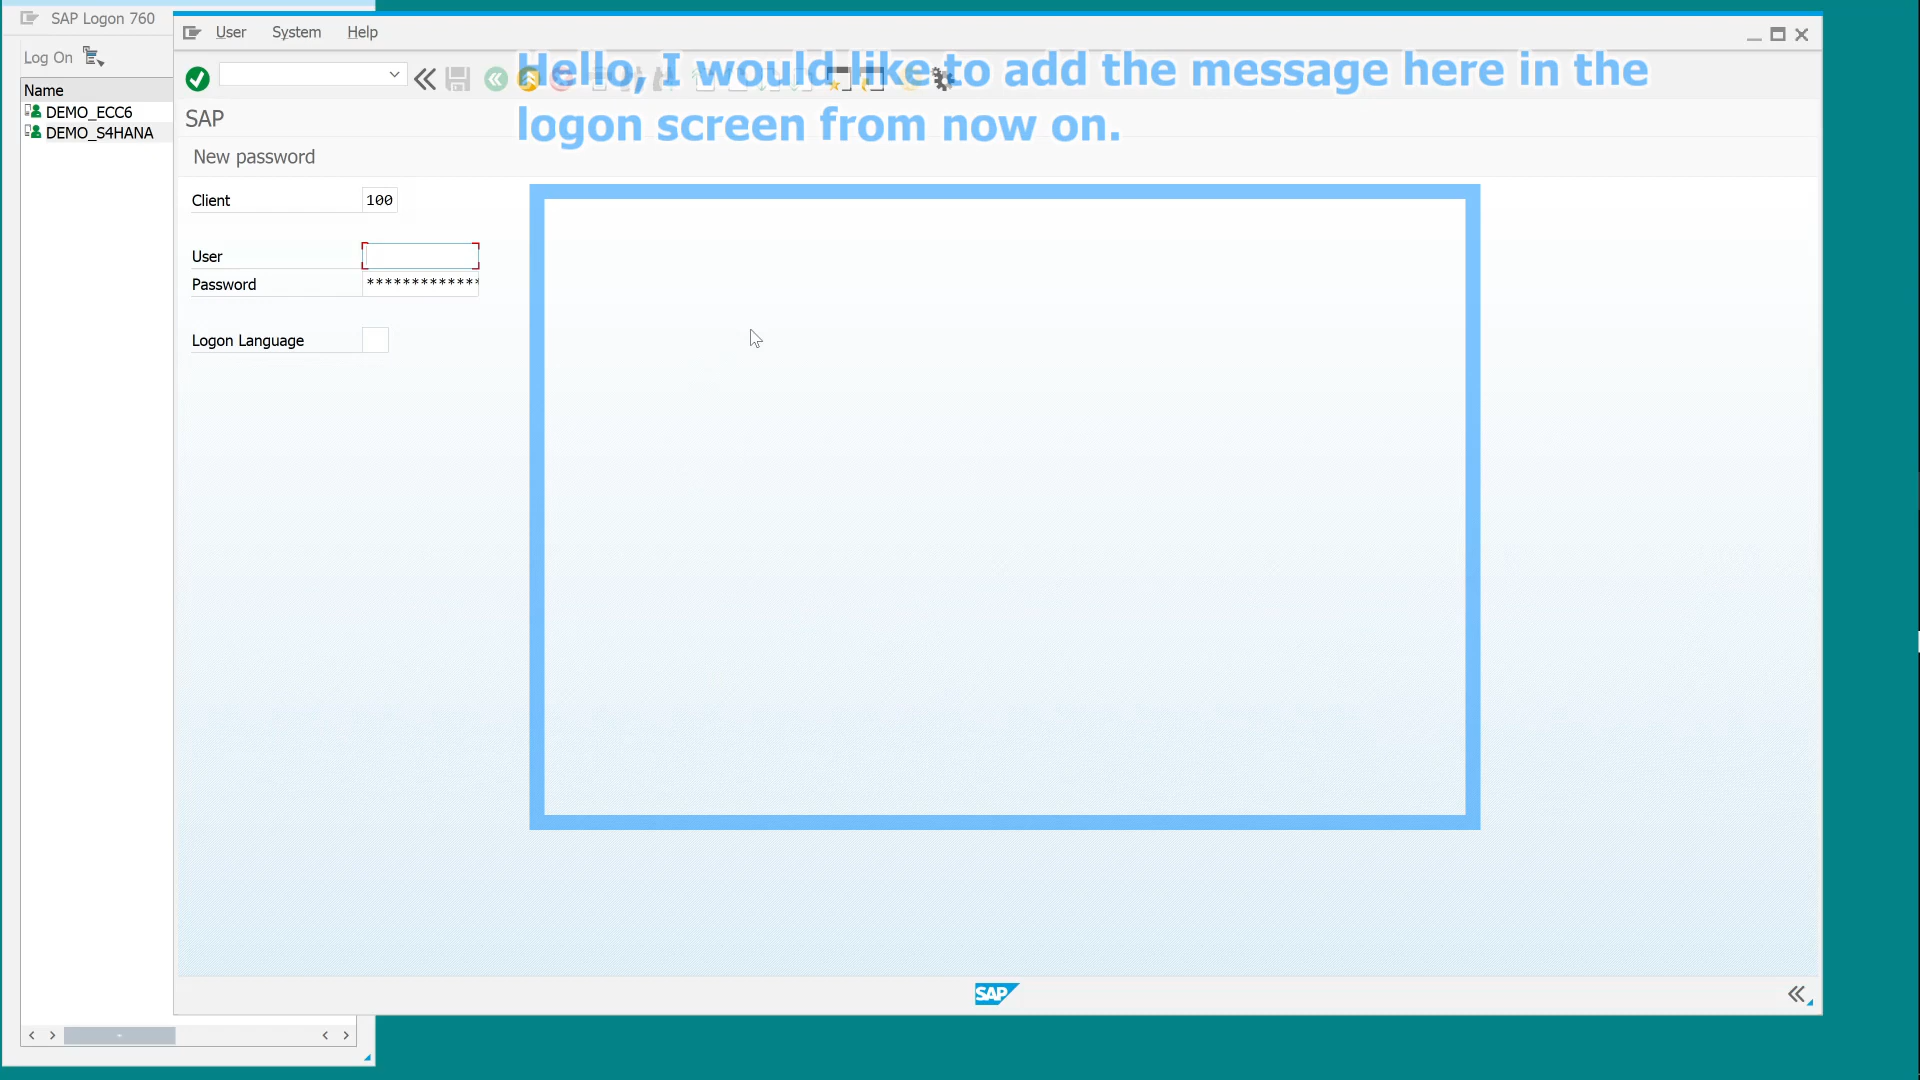 SAP Logon 760
User System Help
Log On
Hello, I would like to add the message here in the
logon screen from now on.
Name
DEMO_ECC6
DEMO_S4HANA
SAP
New password
Client 100
User
Password *************
Logon Language
SAP